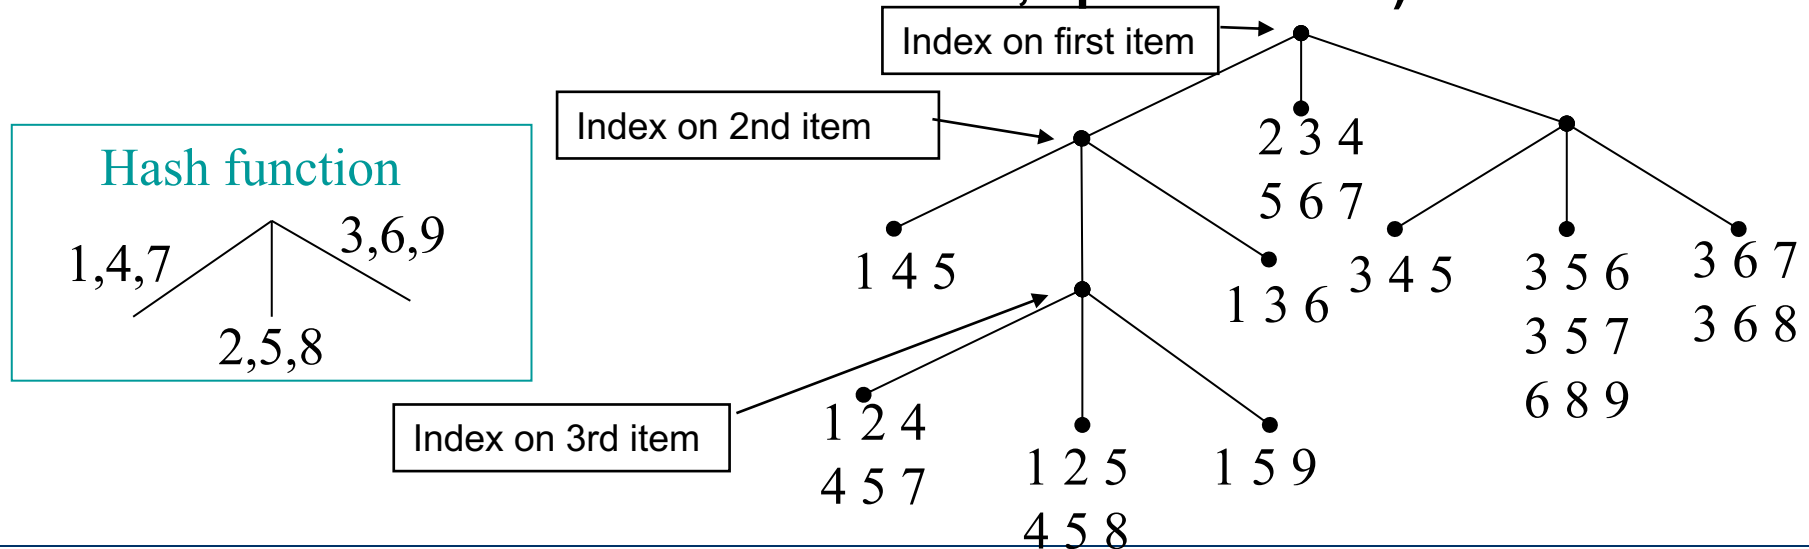 Index on first item
Index on 2nd item
Hash function
1,4,7
3,6,9
2,5,8
2 3 4
5 6 7
1 4 5
1 3 6
3 4 5
3 5 6
3 5 7
6 8 9
3 6 7
3 6 8
Index on 3rd item
1 2 4
4 5 7
1 2 5
4 5 8
1 5 9